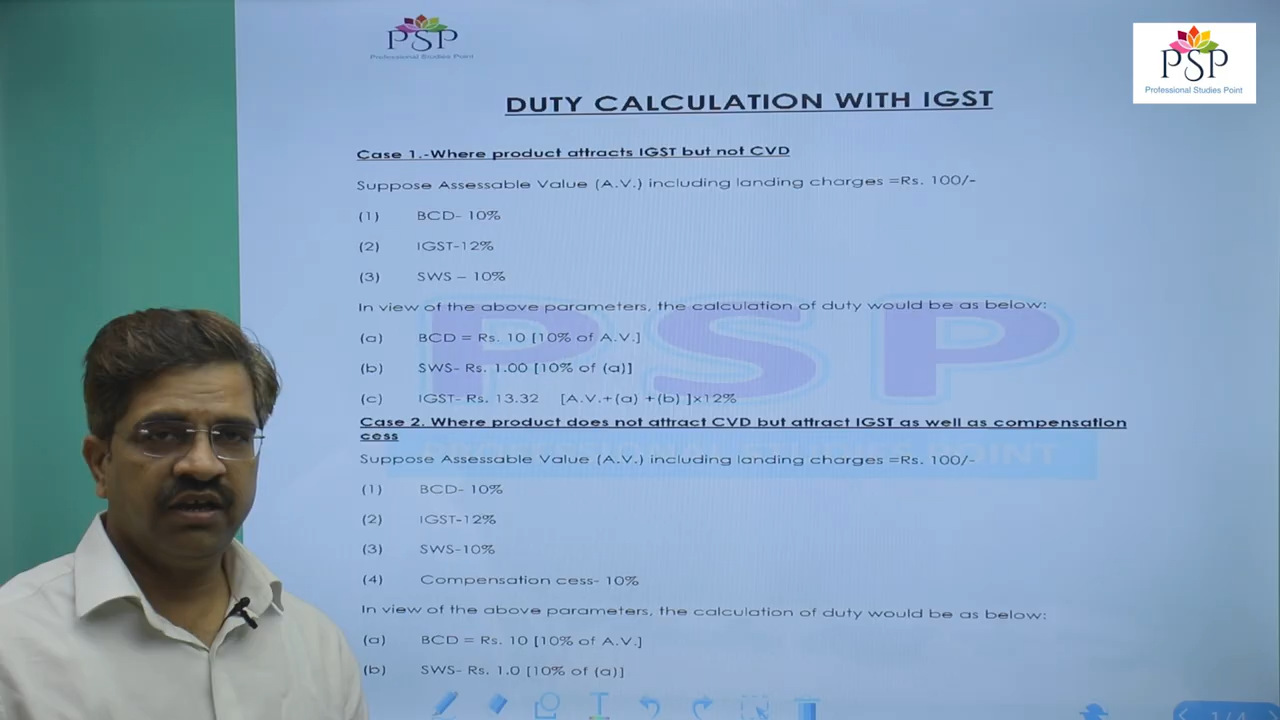 PSP
Professional Studies Point
PSP
Professional Studies Point
DUTY CALCULATION WITH IGST
Case 1.-Where product attracts IGST but not CVD
Suppose Assessable Value (A.V.) including landing charges =Rs. 100/-
(1) BCD- 10%
(2) IGST-12%
(3) SWS – 10%
In view of the above parameters, the calculation of duty would be as below:
(a) BCD = Rs. 10 [10% of A.V.]
(b) SWS- Rs. 1.00 [10% of (a)]
(c) IGST- Rs. 13.32 [A.V.+(a) +(b) ]x12%
PSP
Case 2. Where product does not attract CVD but attract IGST as well as compensation
cess
Suppose Assessable Value (A.V.) including landing charges =Rs. 100/-
(1) BCD- 10%
(2) IGST-12%
(3) SWS-10%
(4) Compensation cess- 10%
In view of the above parameters, the calculation of duty would be as below:
(a) BCD = Rs. 10 [10% of A.V.]
(b) SWS- Rs. 1.0 [10% of (a)]
1/4